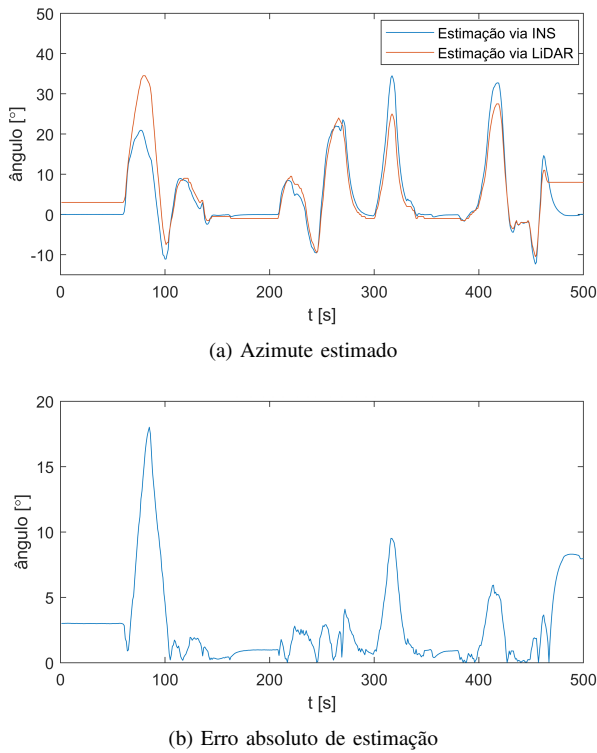 50
40
30
20
10
0
-10
ângulo [°]
Estimação via INS
Estimação via LiDAR
0 100 200 300 400 500
t [s]
(a) Azimute estimado
20
15
10
5
0
ângulo [°]
0 100 200 300 400 500
t [s]
(b) Erro absoluto de estimação